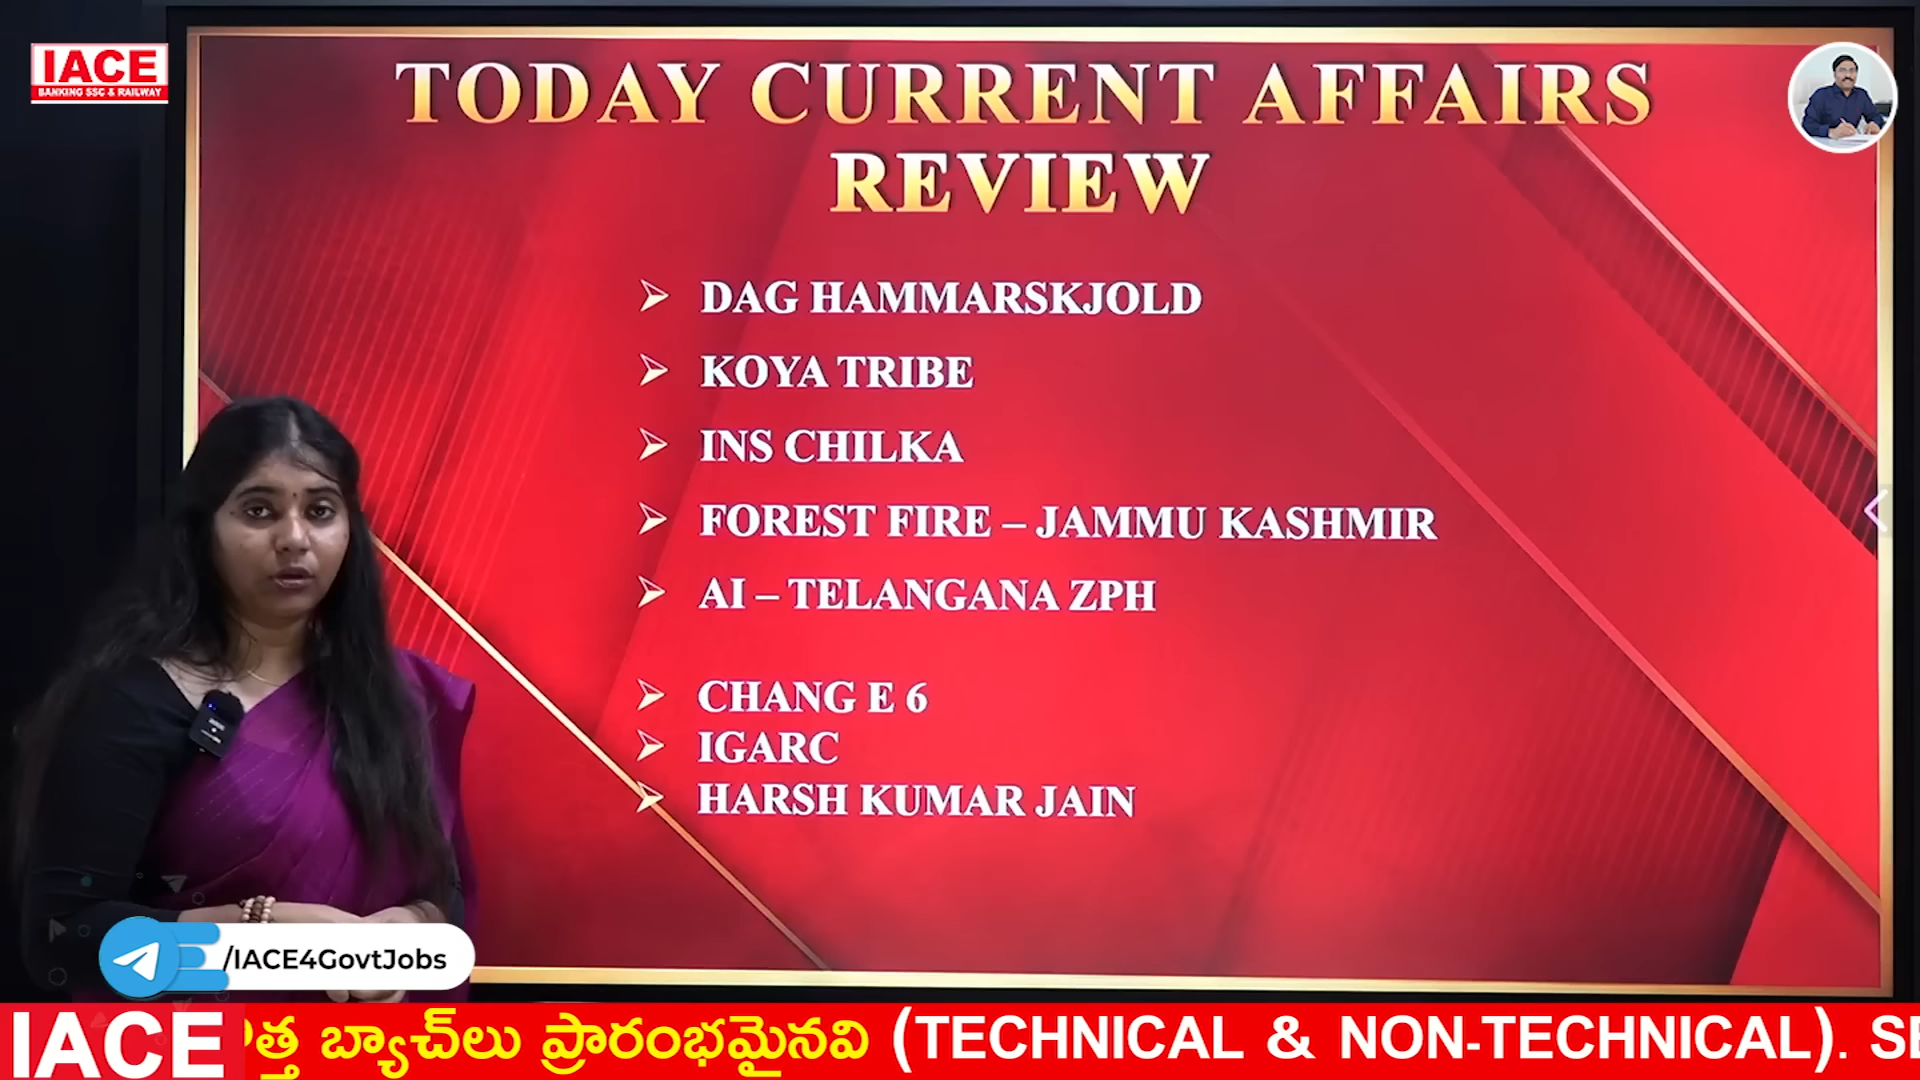 IACE
BANKING SSC & RAILWAY
TODAY CURRENT AFFAIRS
REVIEW
DAG HAMMARSKJOLD
KOYA TRIBE
INS CHILKA
FOREST FIRE – JAMMU KASHMIR
AI – TELANGANA ZPH
CHANG E 6
IGARC
HARSH KUMAR JAIN
/IACE4GovtJobs
IACE
బ్యాచ్‌లు ప్రారంభమైనవి (TECHNICAL & NON-TECHNICAL).